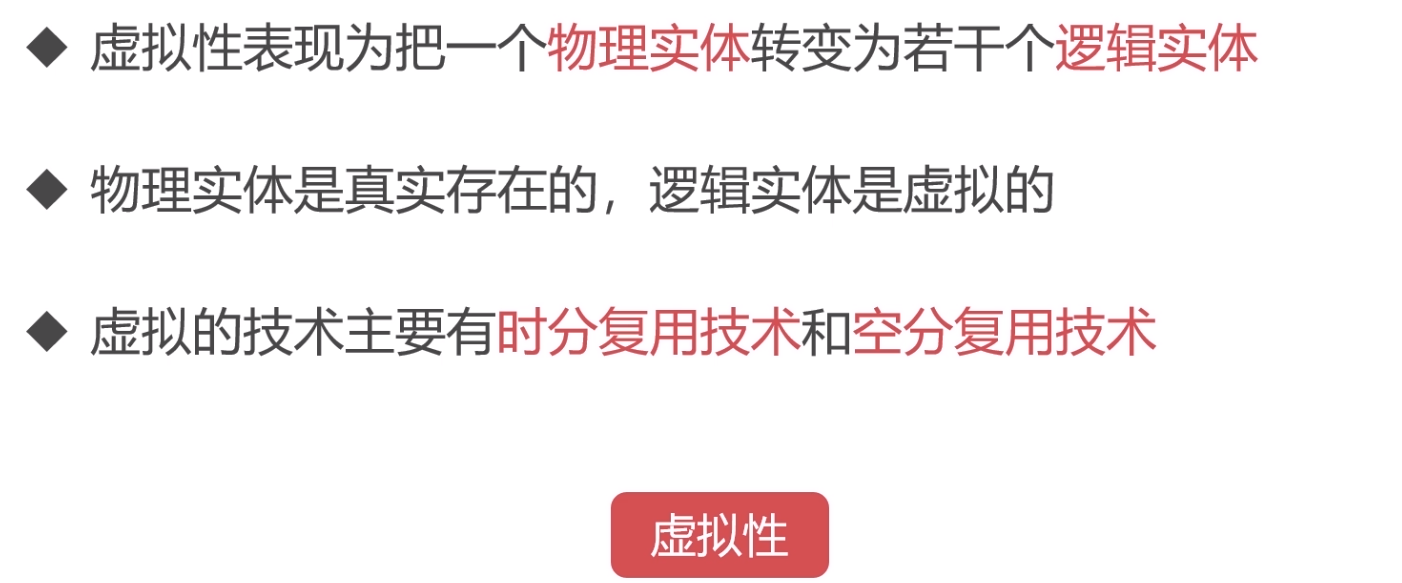 ◆ 虚拟性表现为把一个物理实体转变为若干个逻辑实体
◆ 物理实体是真实存在的，逻辑实体是虚拟的
◆ 虚拟的技术主要有时分复用技术和空分复用技术
虚拟性